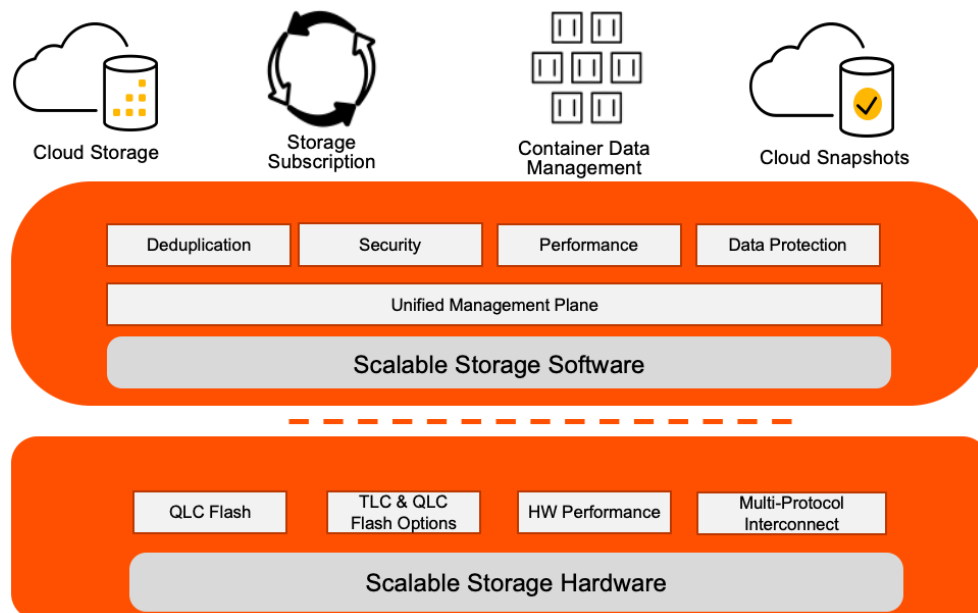 Cloud Storage
Storage
Subscription
Container Data
Management
Cloud Snapshots
Deduplication
Security
Performance
Data Protection
Unified Management Plane
Scalable Storage Software
QLC Flash
TLC & QLC
Flash Options
HW Performance
Multi-Protocol
Interconnect
Scalable Storage Hardware